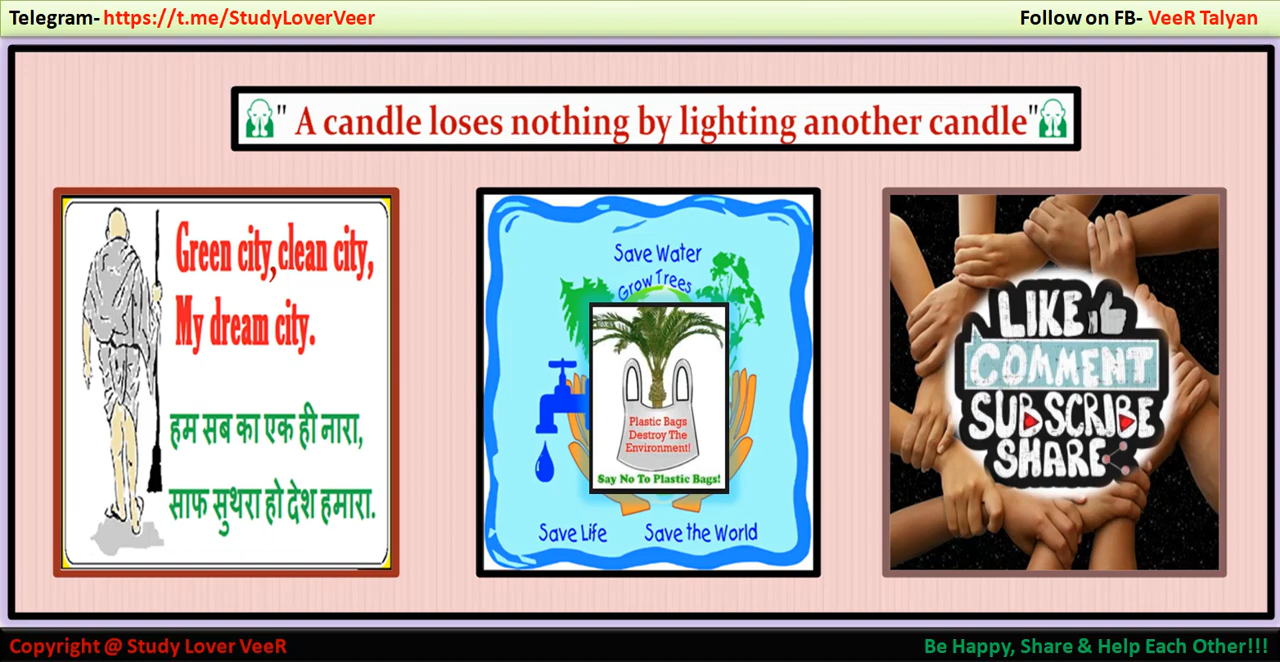 Telegram- https://t.me/StudyLoverVeer
Follow on FB- VeeR Talyan
" A candle loses nothing by lighting another candle"
Green city,clean city,
My dream city.
हम सब का एक ही नारा,
साफ सुथरा हो देश हमारा.
Save Water
Grow Trees
Plastic Bags
Destroy The
Environment!
Say No To Plastic Bags!
Save Life
Save the World
LIKE
COMMENT
SUBSCRIBE
SHARE
Copyright @ Study Lover VeeR
Be Happy, Share & Help Each Other!!!